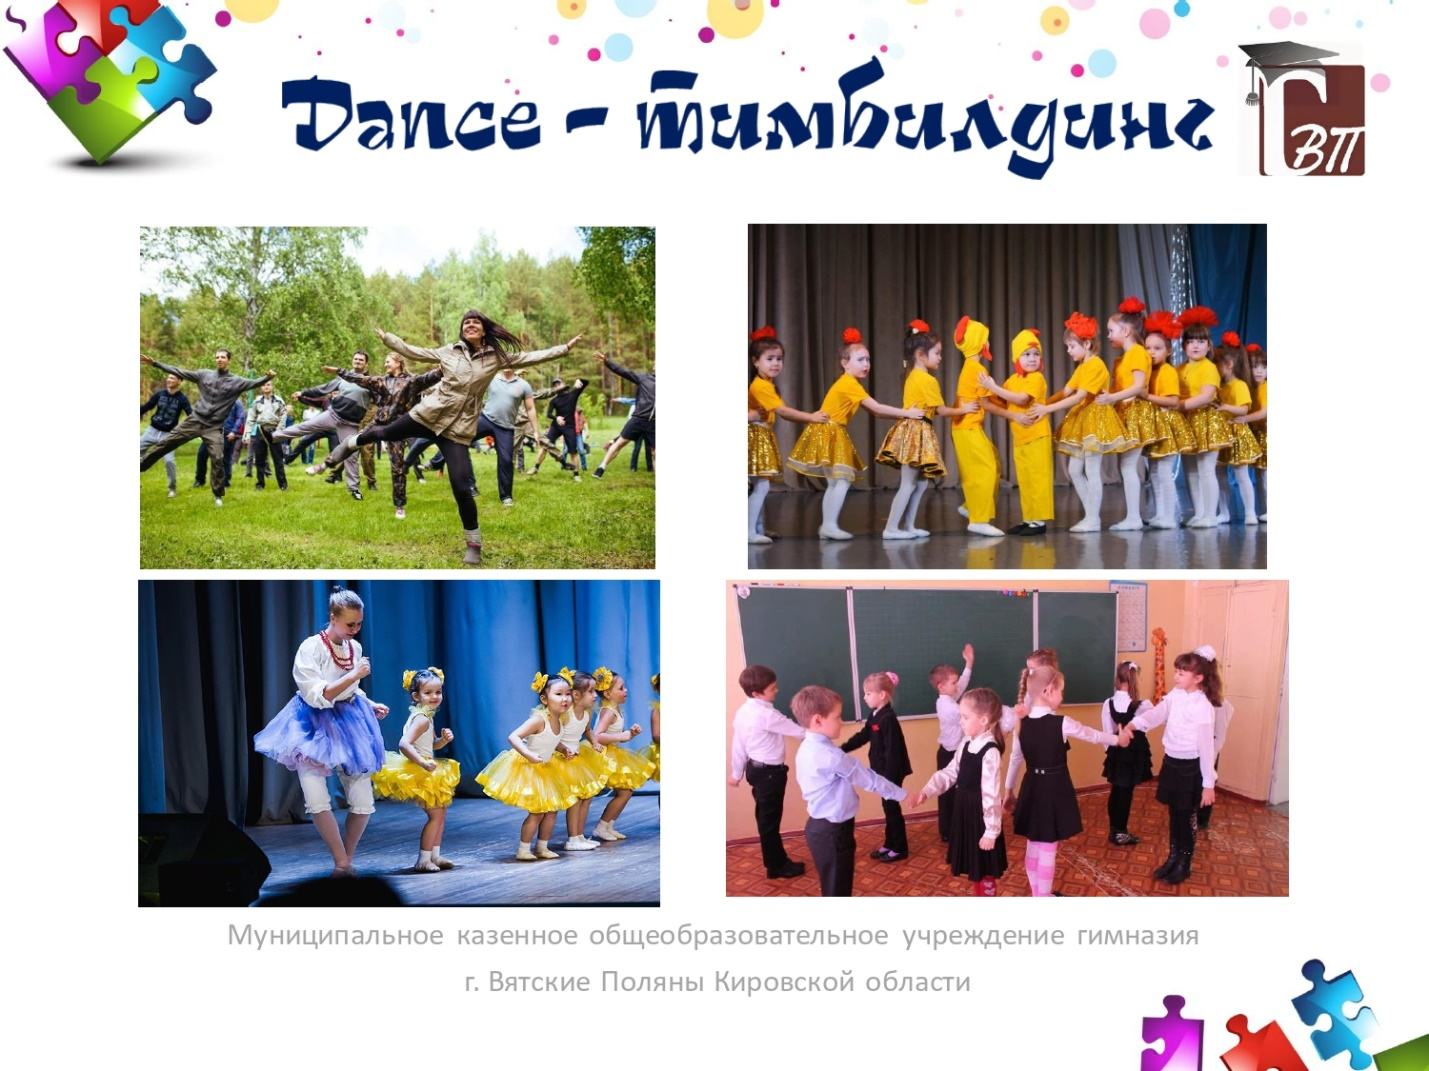 Dance - тимбилдинг
Г ВП
Муниципальное казенное общеобразовательное учреждение гимназия
г. Вятские Поляны Кировской области